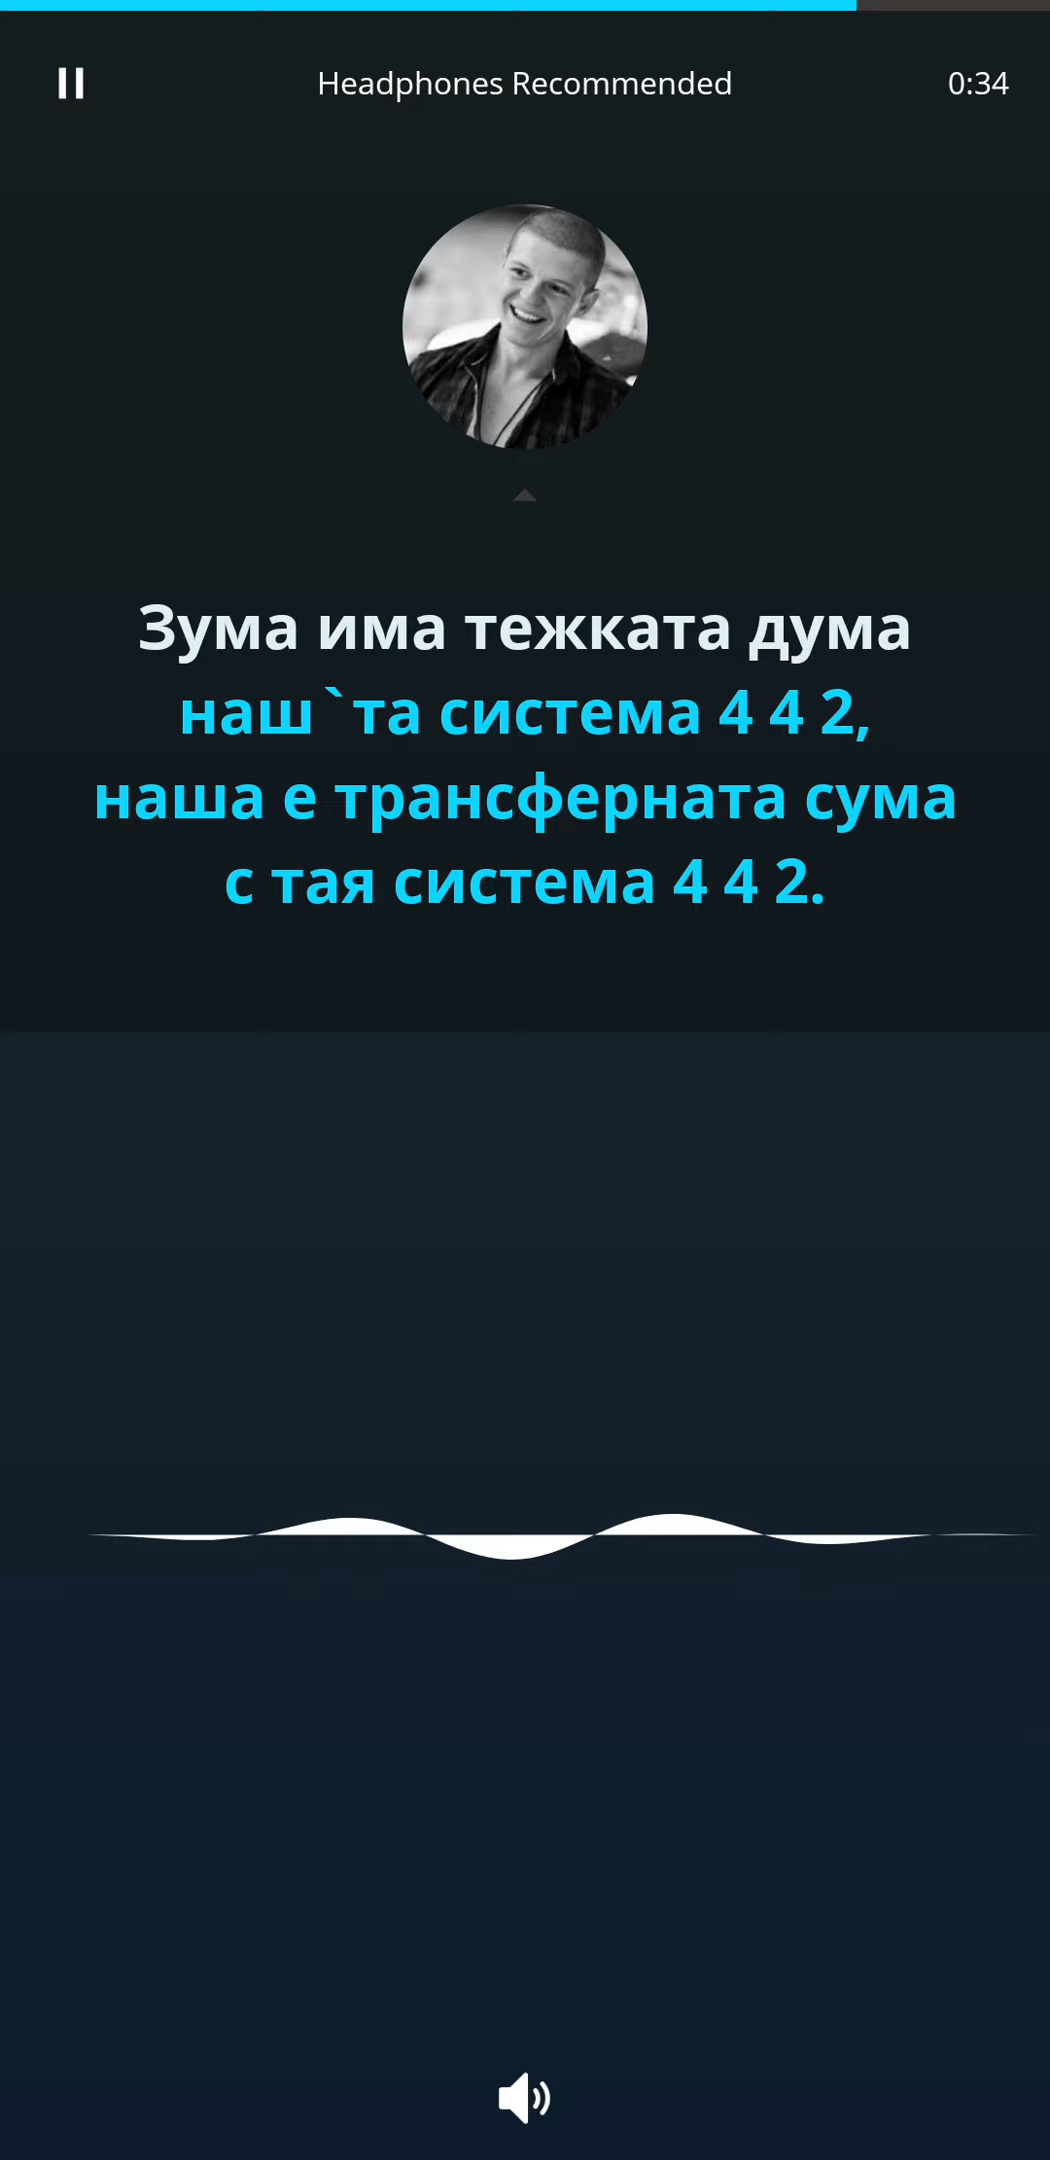 Headphones Recommended
0:34
Зума има тежката дума
наш`та система 4 4 2,
наша е трансферната сума
с тая система 4 4 2.